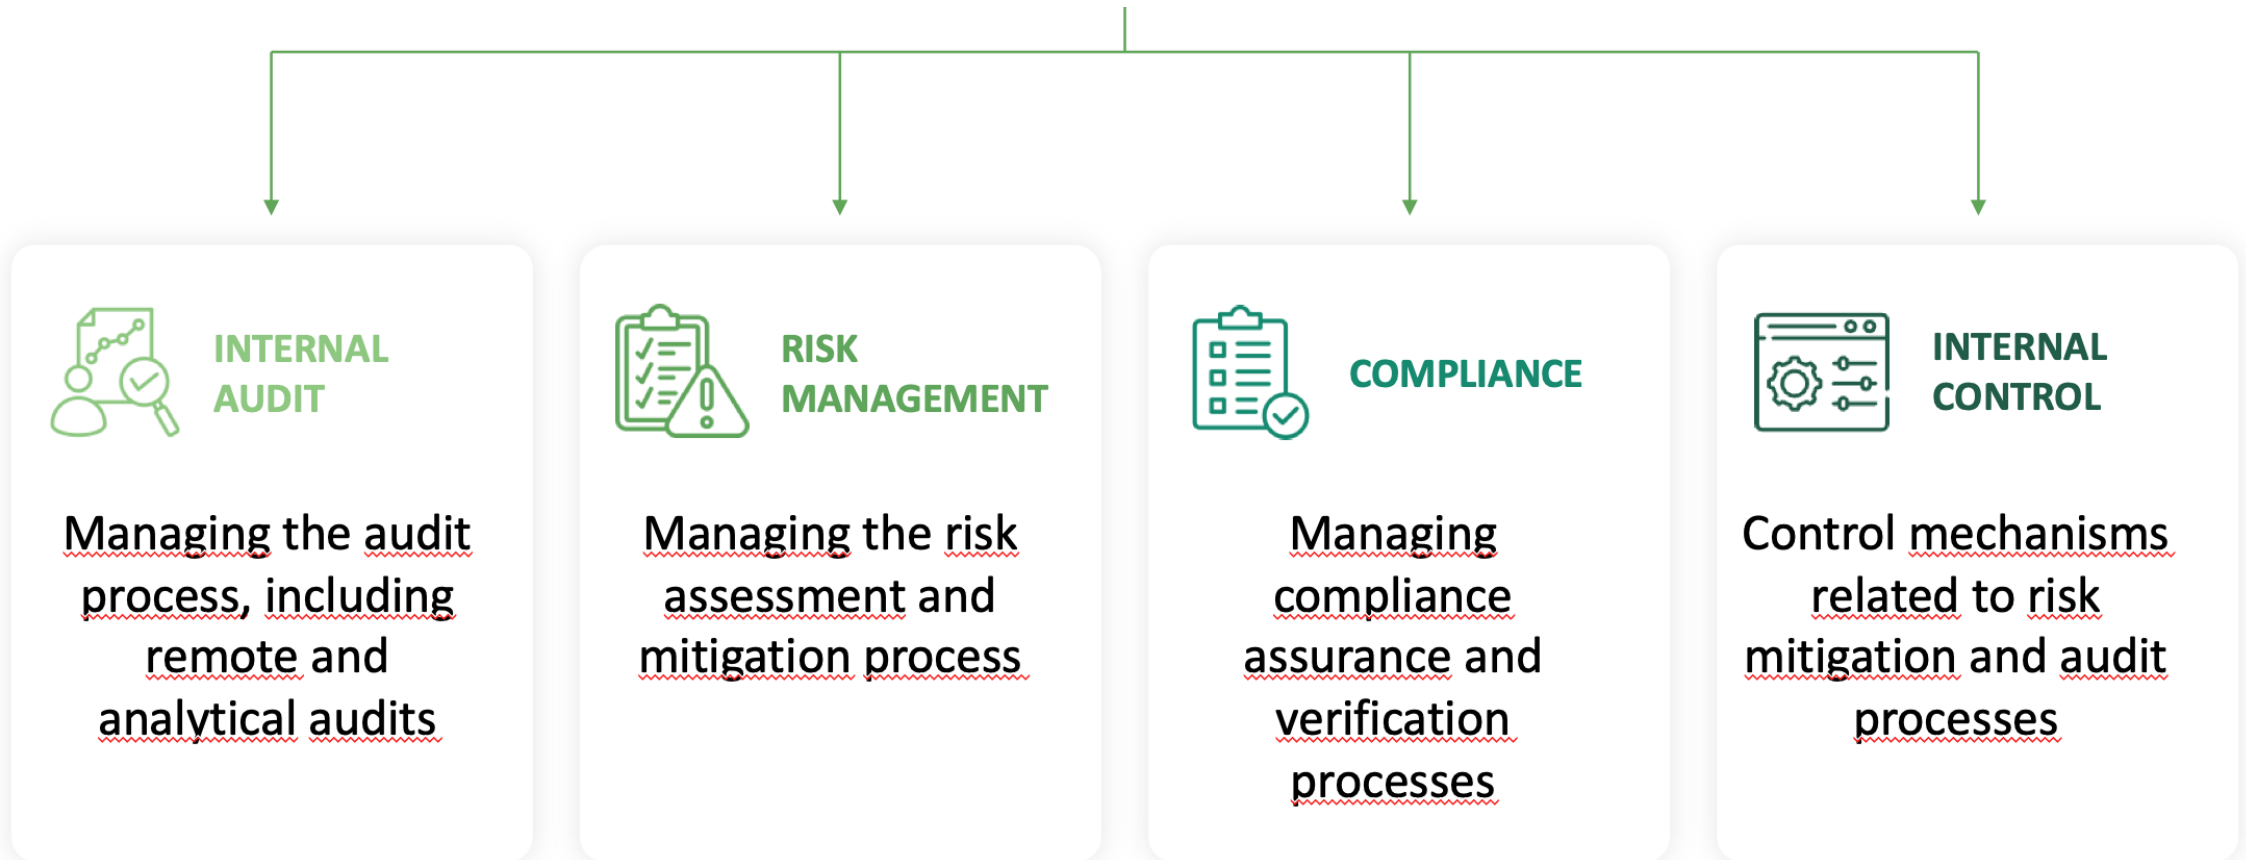 INTERNAL
AUDIT
Managing the audit
process, including
remote and
analytical audits
RISK
MANAGEMENT
Managing the risk
assessment and
mitigation process
COMPLIANCE
Managing
compliance
assurance and
verification
processes
INTERNAL
CONTROL
Control mechanisms
related to risk
mitigation and audit
processes